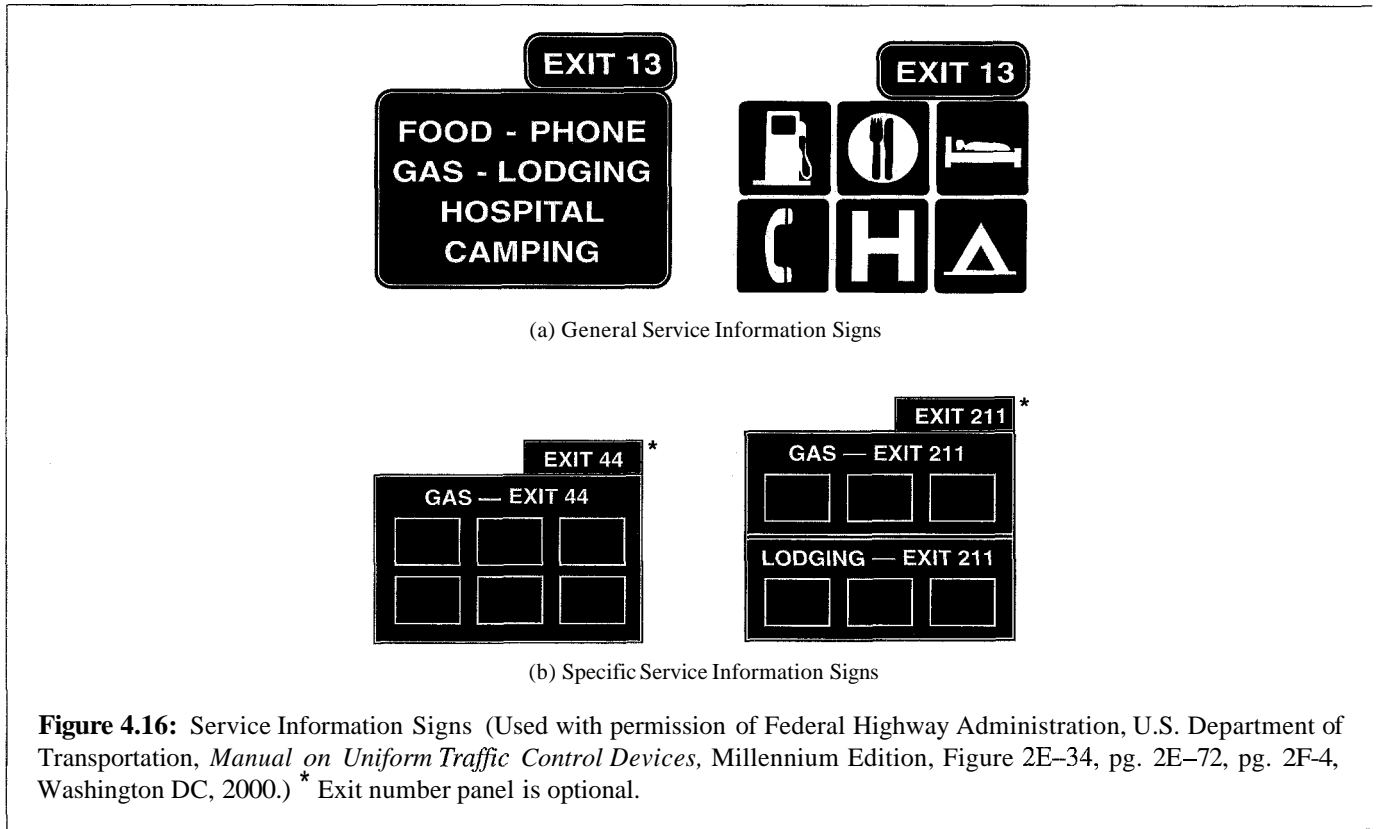 EXIT 13
FOOD - PHONE
GAS - LODGING
HOSPITAL
CAMPING
EXIT 13
H
(a) General Service Information Signs
EXIT 44 *
GAS — EXIT 44
EXIT 211 *
GAS — EXIT 211
LODGING — EXIT 211
(b) Specific Service Information Signs
Figure 4.16: Service Information Signs (Used with permission of Federal Highway Administration, U.S. Department of
Transportation, Manual on Uniform Traffic Control Devices, Millennium Edition, Figure 2E–34, pg. 2E–72, pg. 2F-4,
Washington DC, 2000.) * Exit number panel is optional.